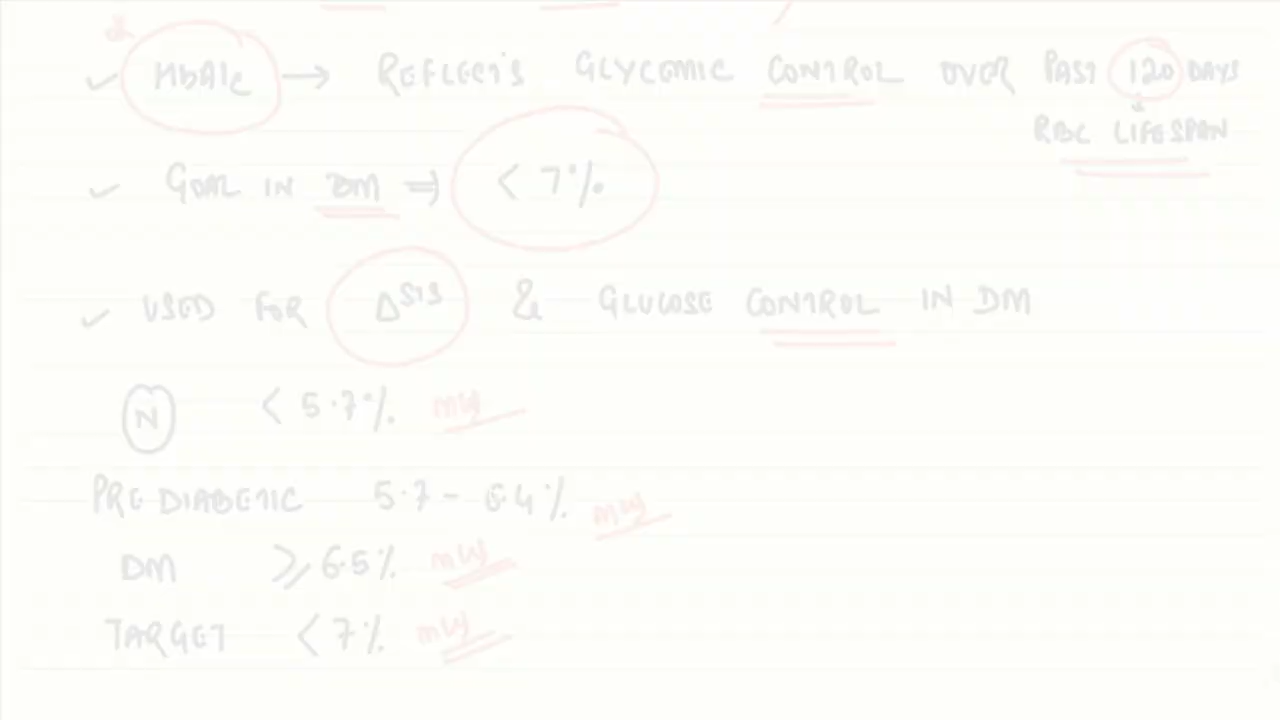 ✓ HbA1c → REFLECTS GLYCEMIC CONTROL OVER PAST 120 DAYS
↓
RBC LIFESPAN
✓ GOAL IN DM ⇒ < 7%
✓ USED FOR ΔSIS & GLUCOSE CONTROL IN DM
N < 5.7%
PRE DIABETIC 5.7 - 6.4%
DM ≥ 6.5%
TARGET < 7%